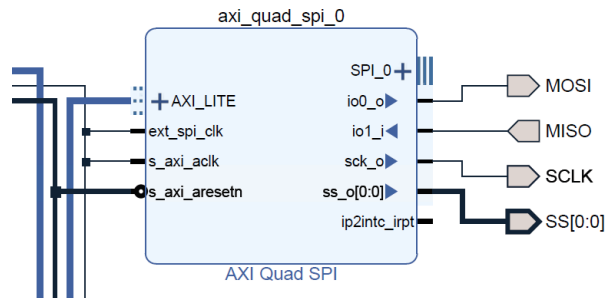 axi_quad_spi_0
SPI_0
AXI_LITE
io0_o
MOSI
ext_spi_clk
io1_i
MISO
s_axi_aclk
sck_o
SCLK
s_axi_aresetn
ss_o[0:0]
SS[0:0]
ip2intc_irpt
AXI Quad SPI